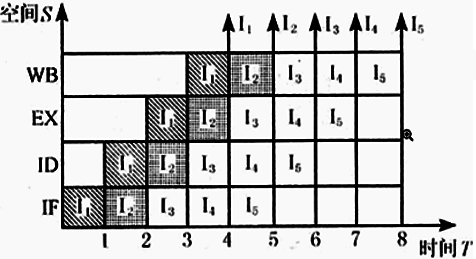 空间S I₁ I₂ I₃ I₄ I₅
WB I₁ I₂ I₃ I₄ I₅
EX I₁ I₂ I₃ I₄ I₅
ID I₁ I₂ I₃ I₄ I₅
IF I₁ I₂ I₃ I₄ I₅
1 2 3 4 5 6 7 8 时间T